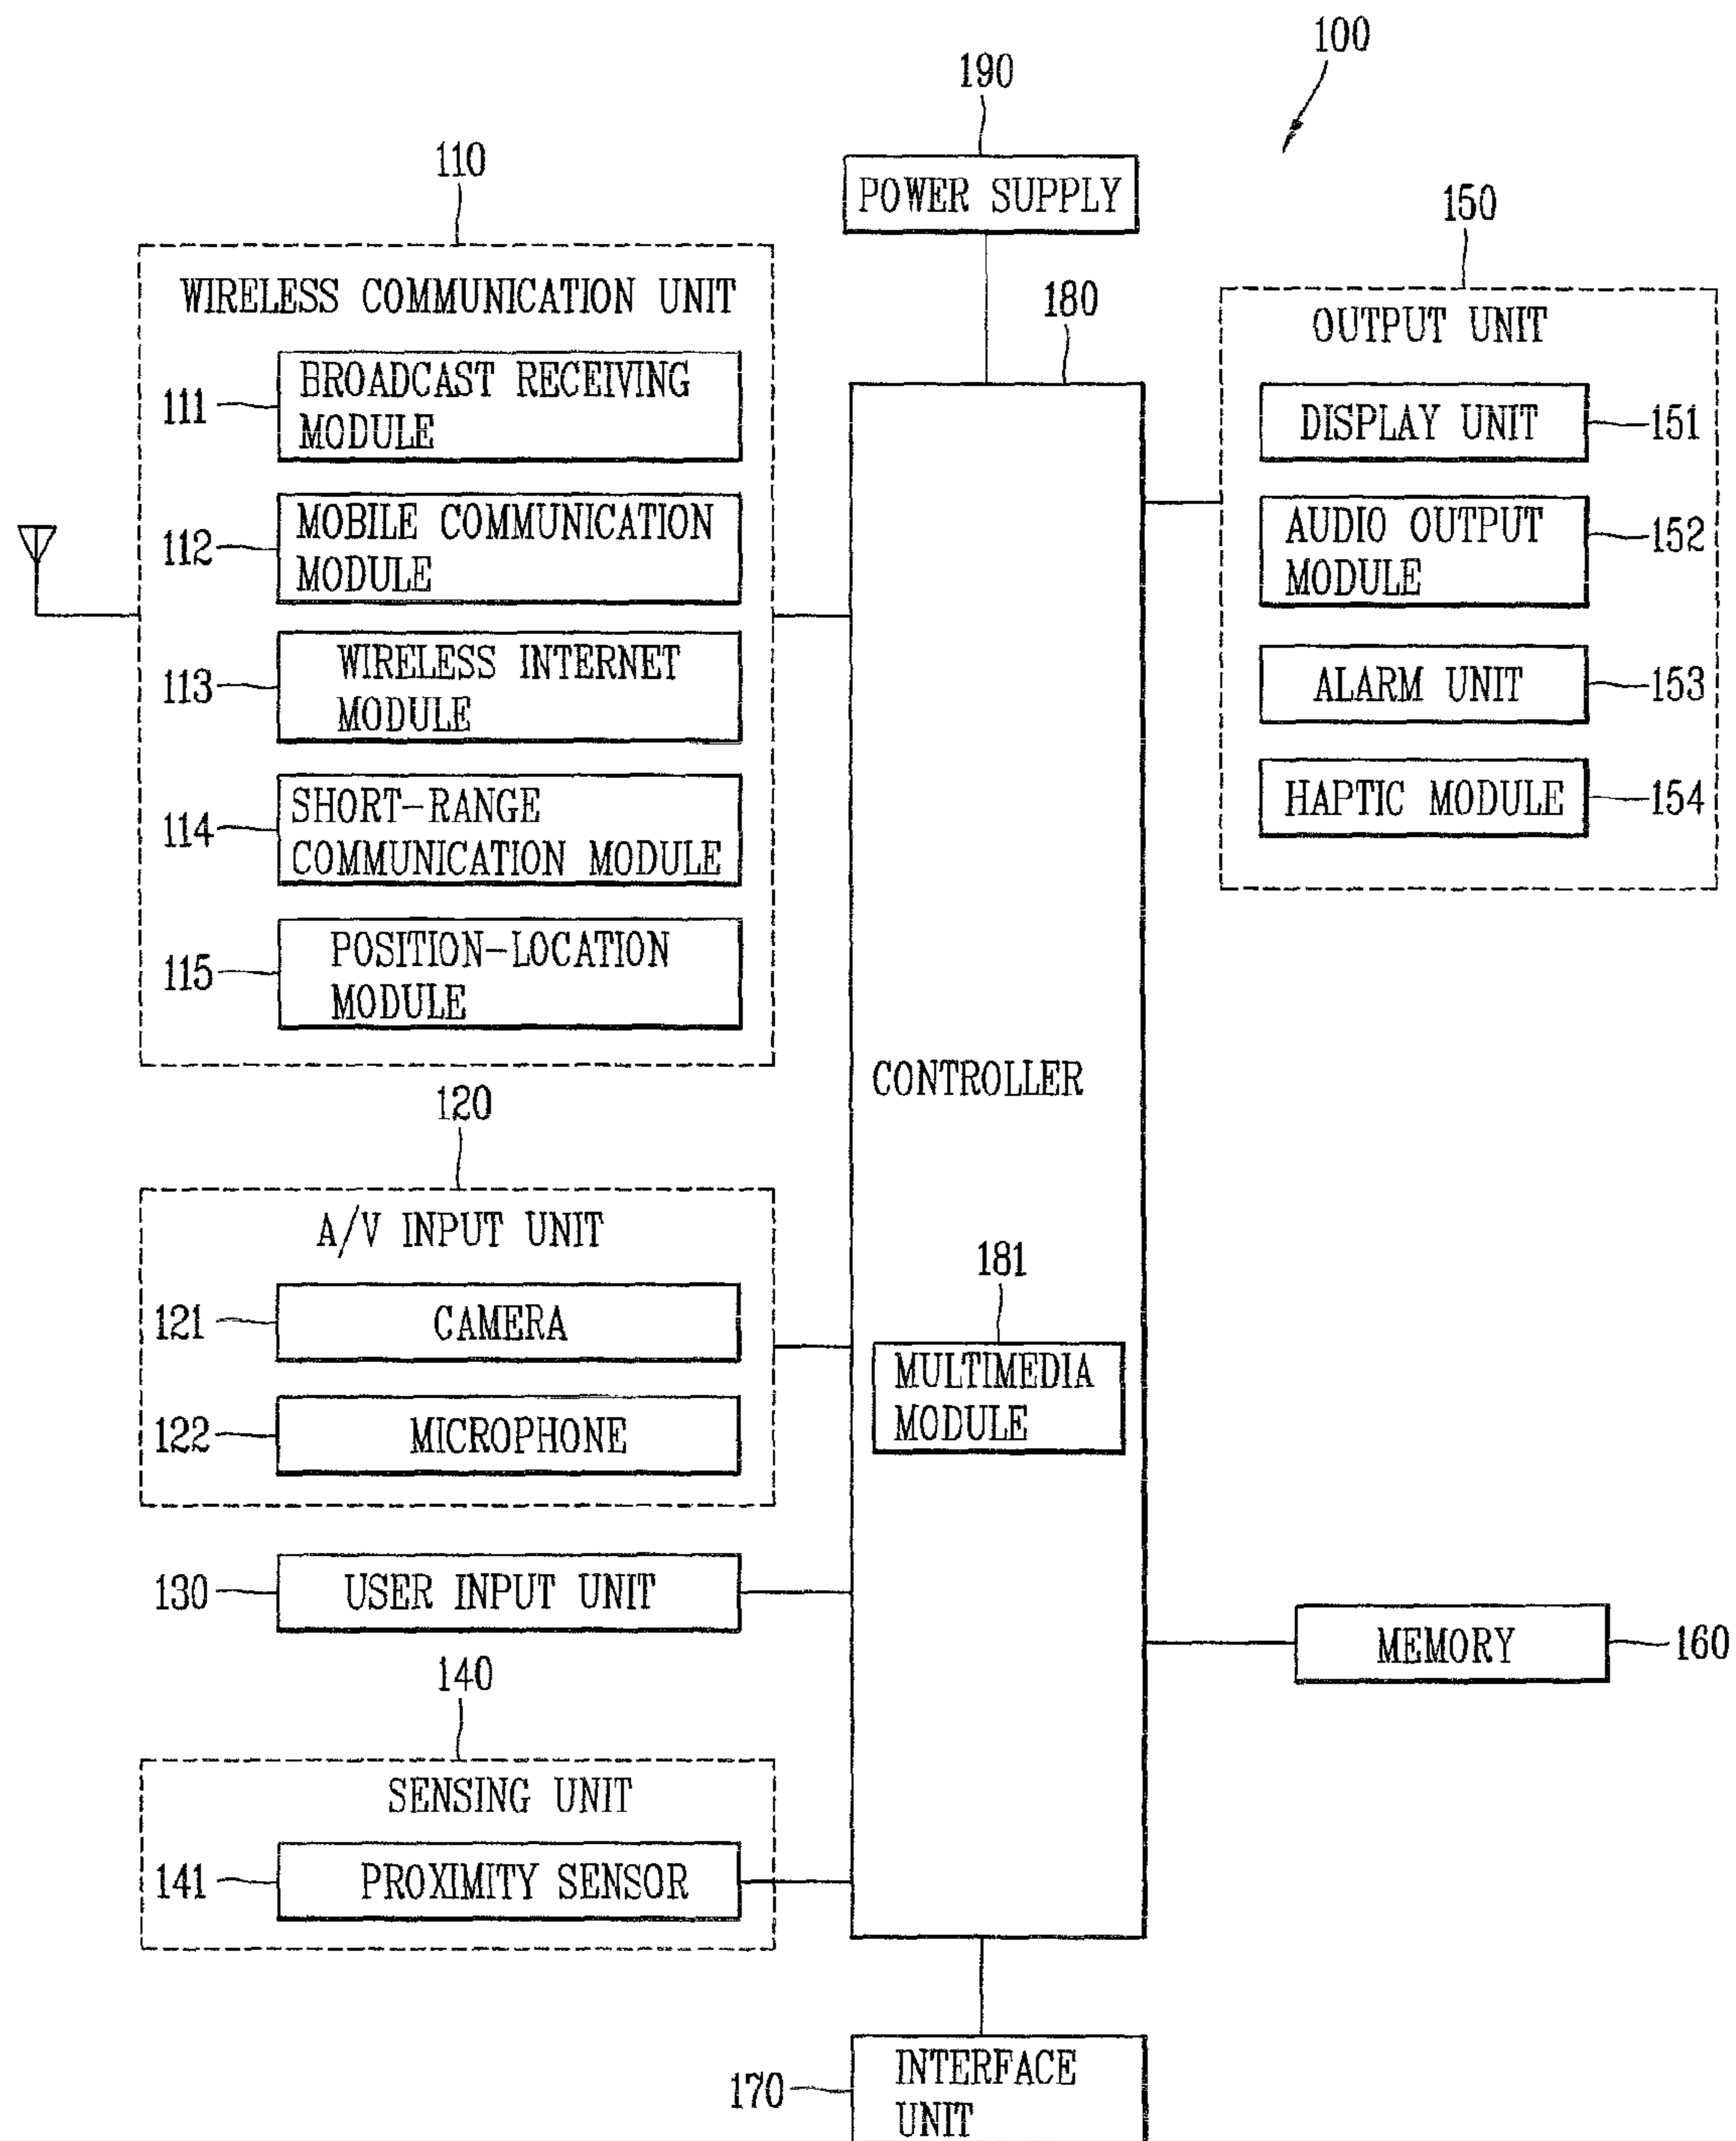 100
190
POWER SUPPLY
110
WIRELESS COMMUNICATION UNIT
111
BROADCAST RECEIVING
MODULE
112
MOBILE COMMUNICATION
MODULE
113
WIRELESS INTERNET
MODULE
114
SHORT-RANGE
COMMUNICATION MODULE
115
POSITION-LOCATION
MODULE
120
A/V INPUT UNIT
121
CAMERA
122
MICROPHONE
130
USER INPUT UNIT
140
SENSING UNIT
141
PROXIMITY SENSOR
180
CONTROLLER
181
MULTIMEDIA
MODULE
150
OUTPUT UNIT
DISPLAY UNIT
151
AUDIO OUTPUT
MODULE
152
ALARM UNIT
153
HAPTIC MODULE
154
MEMORY
160
170
INTERFACE
UNIT